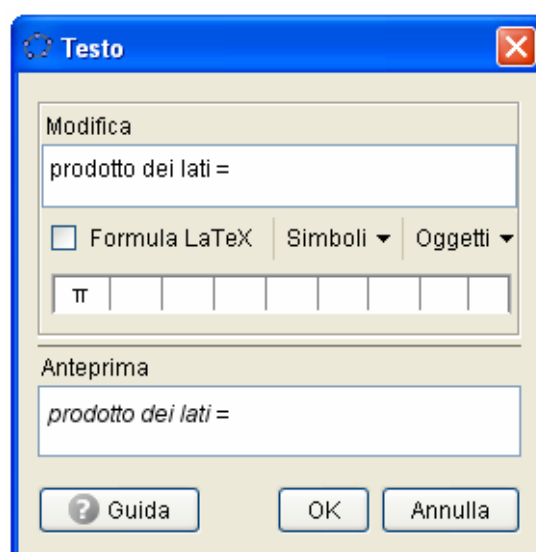 Testo
Modifica
prodotto dei lati =
Formula LaTeX Simboli Oggetti
π
Anteprima
prodotto dei lati =
Guida OK Annulla